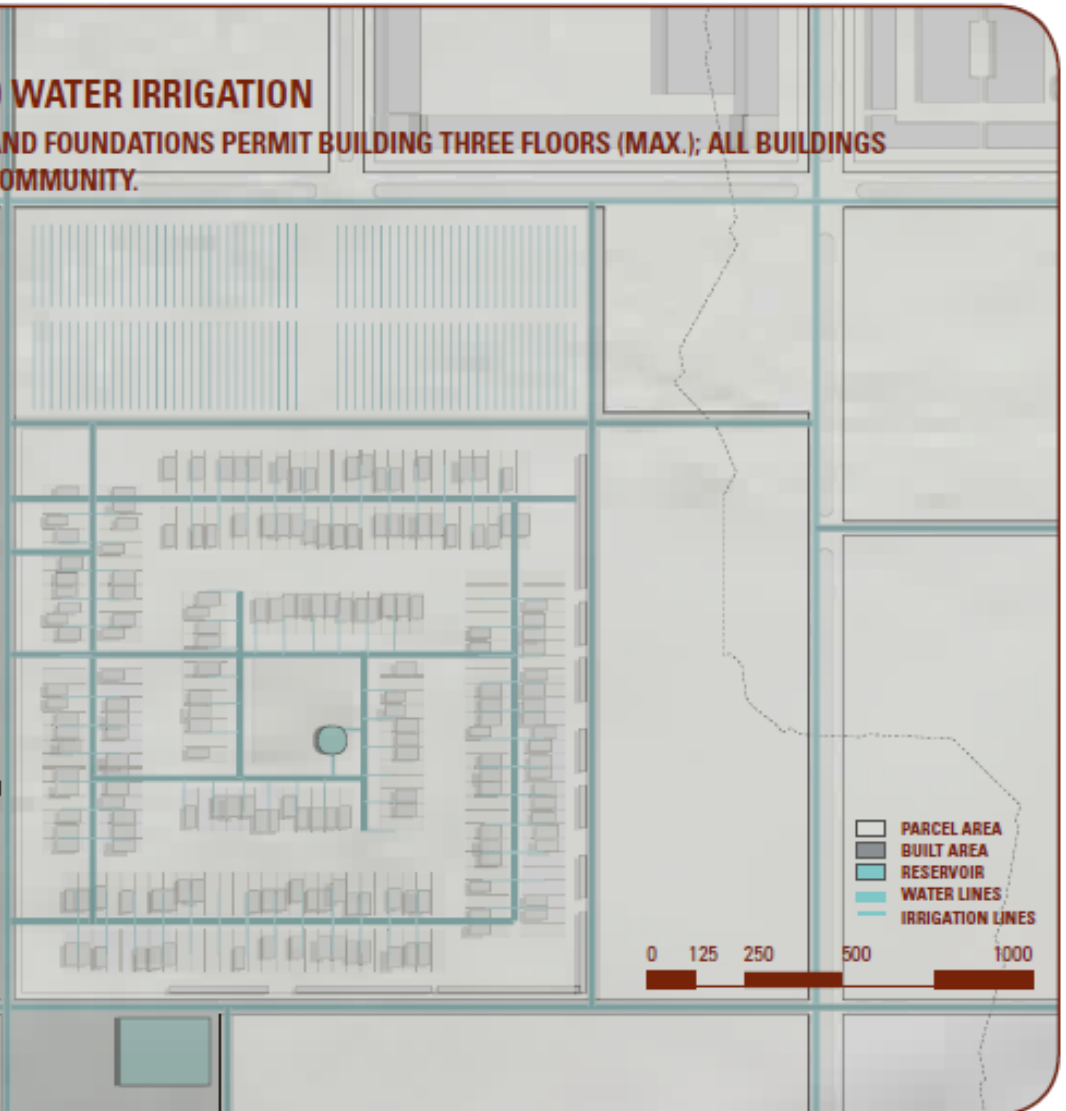 WATER IRRIGATION
AND FOUNDATIONS PERMIT BUILDING THREE FLOORS (MAX.); ALL BUILDINGS
OMMUNITY.
PARCEL AREA
BUILT AREA
RESERVOIR
WATER LINES
IRRIGATION LINES
0 125 250 500 1000